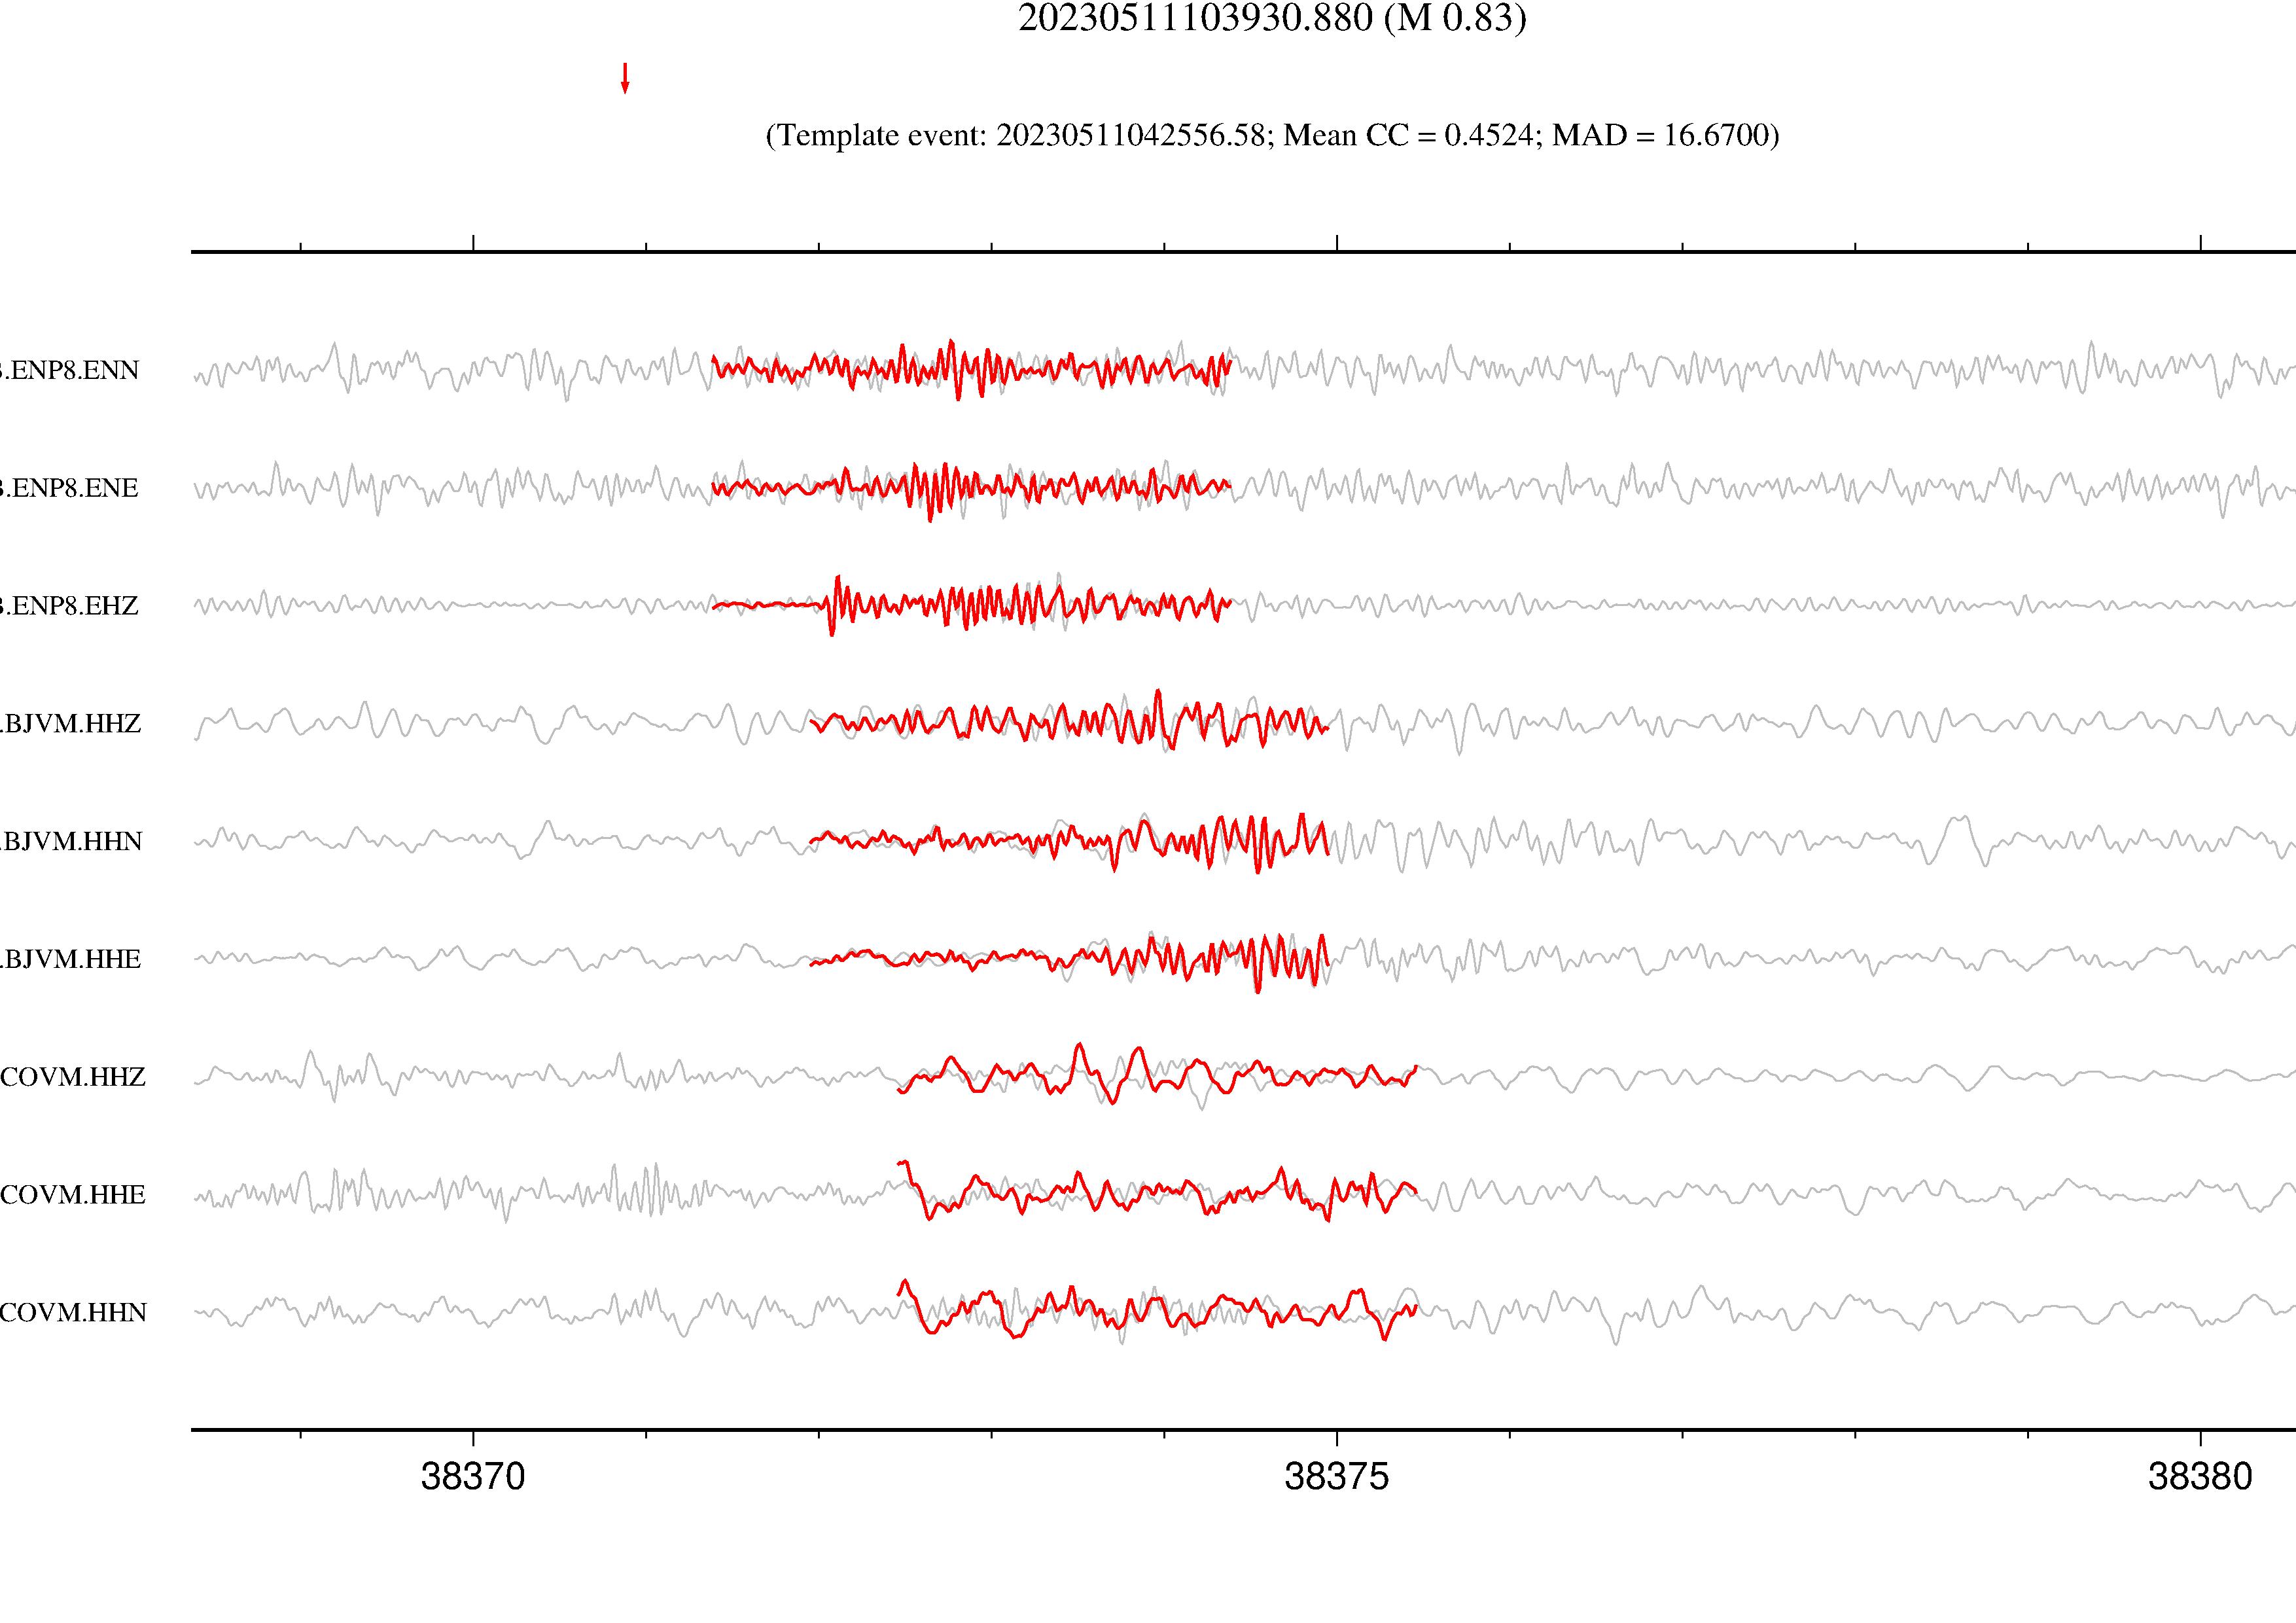 20230511103930.880 (M 0.83)
(Template event: 20230511042556.58; Mean CC = 0.4524; MAD = 16.6700)
.ENP8.ENN
.ENP8.ENE
.ENP8.EHZ
.BJVM.HHZ
.BJVM.HHN
.BJVM.HHE
COVM.HHZ
COVM.HHE
COVM.HHN
38370 38375 38380